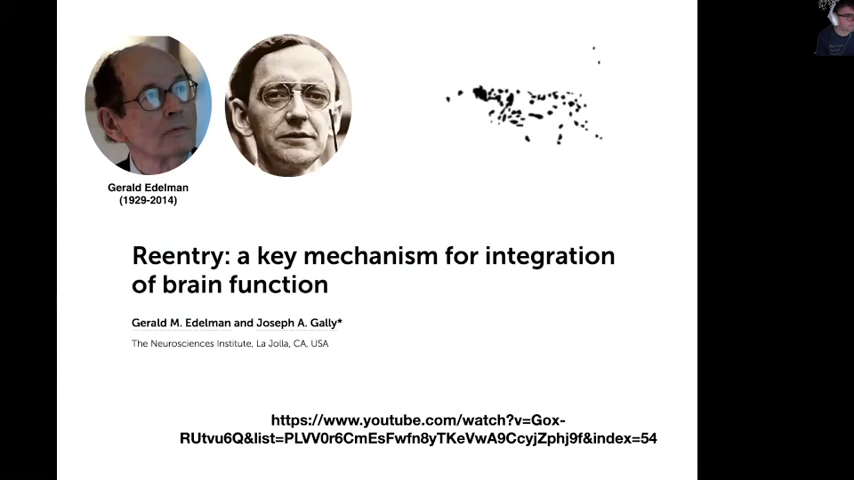 Gerald Edelman
(1929-2014)
Reentry: a key mechanism for integration
of brain function
Gerald M. Edelman and Joseph A. Gally*
The Neurosciences Institute, La Jolla, CA, USA
https://www.youtube.com/watch?v=Gox-
RUtvu6Q&list=PLVV0r6CmEsFwfn8yTKeVwA9CcyjZphj9f&index=54